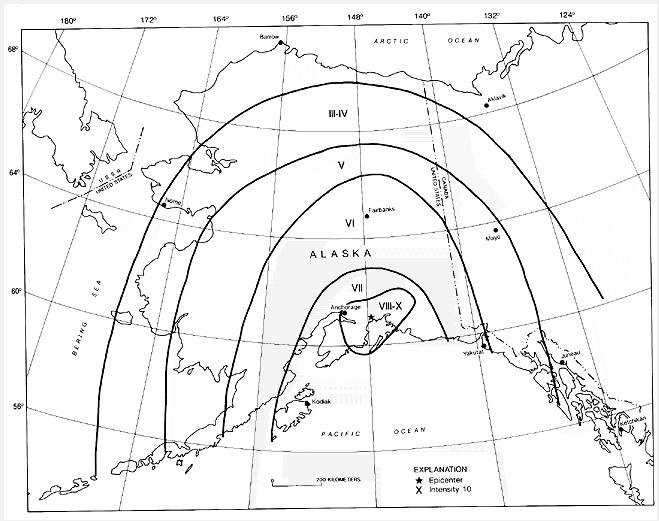 180° 172° 164° 156° 148° 140° 132° 124°
68°
64°
60°
56°
Barrow
ARCTIC OCEAN
Aklavik
III-IV
V
U.S.S.R.
UNITED STATES
CANADA
UNITED STATES
Nome
Fairbanks
VI
Mayo
ALASKA
BERING SEA
VII
Anchorage
VIII-X
Yakutat
Juneau
Kodiak
Ketchikan
PACIFIC OCEAN
0 200 KILOMETERS
EXPLANATION
★ Epicenter
X Intensity 10